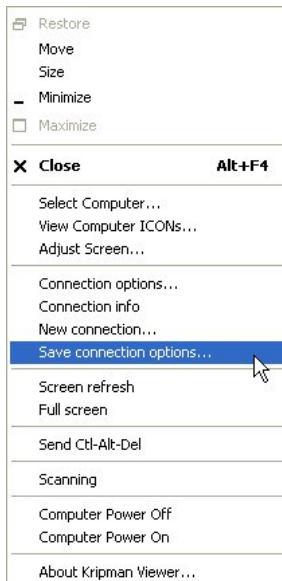 Restore
Move
Size
Minimize
Maximize
Close Alt+F4
Select Computer...
View Computer ICONs...
Adjust Screen...
Connection options...
Connection info
New connection...
Save connection options...
Screen refresh
Full screen
Send Ctl-Alt-Del
Scanning
Computer Power Off
Computer Power On
About Kripman Viewer...